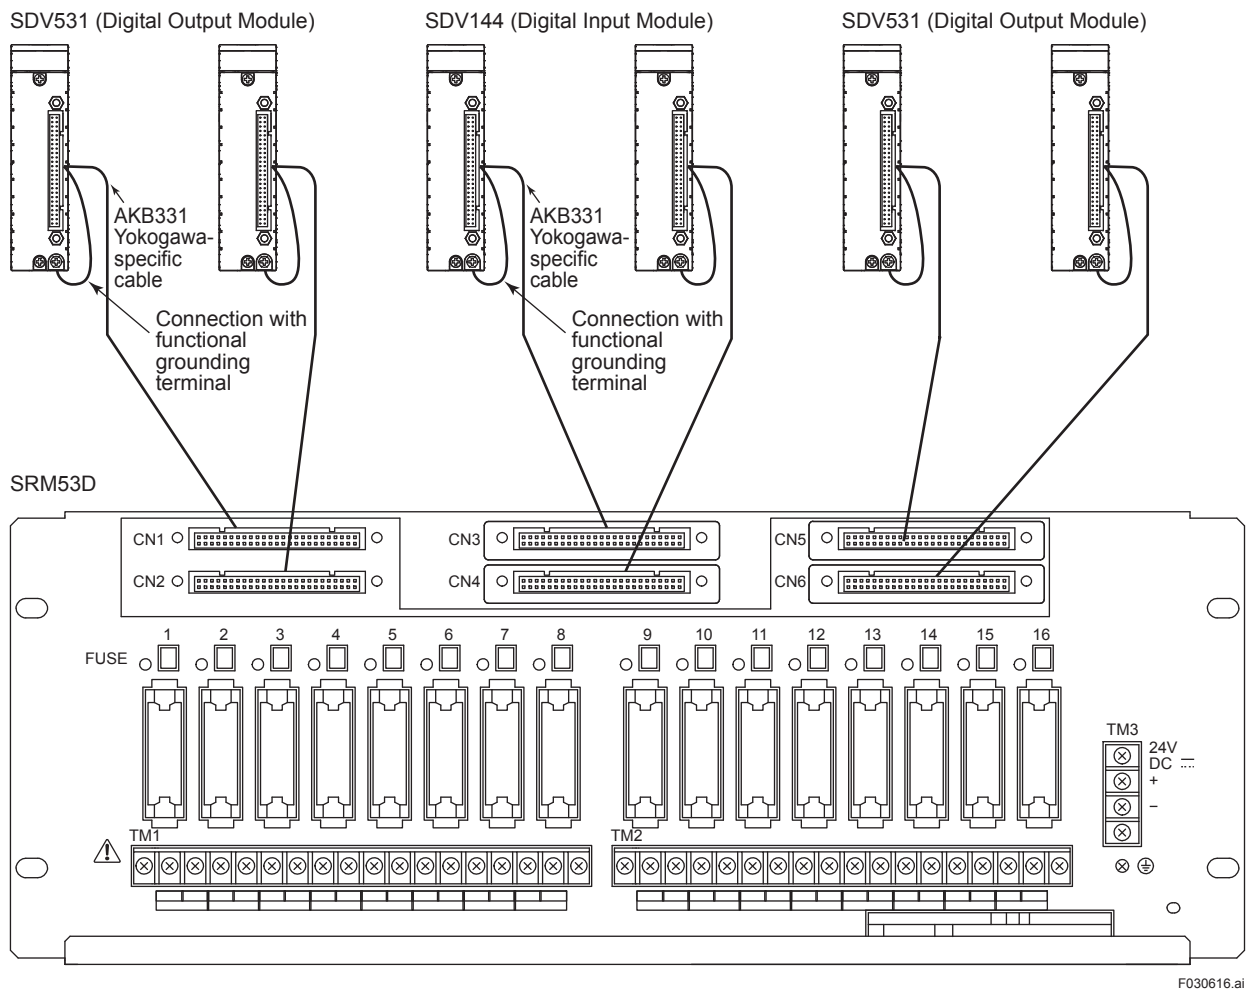 SDV531 (Digital Output Module)
SDV144 (Digital Input Module)
SDV531 (Digital Output Module)
AKB331
Yokogawa-
specific
cable
Connection with
functional
grounding
terminal
AKB331
Yokogawa-
specific
cable
Connection with
functional
grounding
terminal
SRM53D
CN1
CN3
CN5
CN2
CN4
CN6
1 2 3 4 5 6 7 8 9 10 11 12 13 14 15 16
FUSE
TM3
24V
DC
+
−
TM1
TM2
F030616.ai